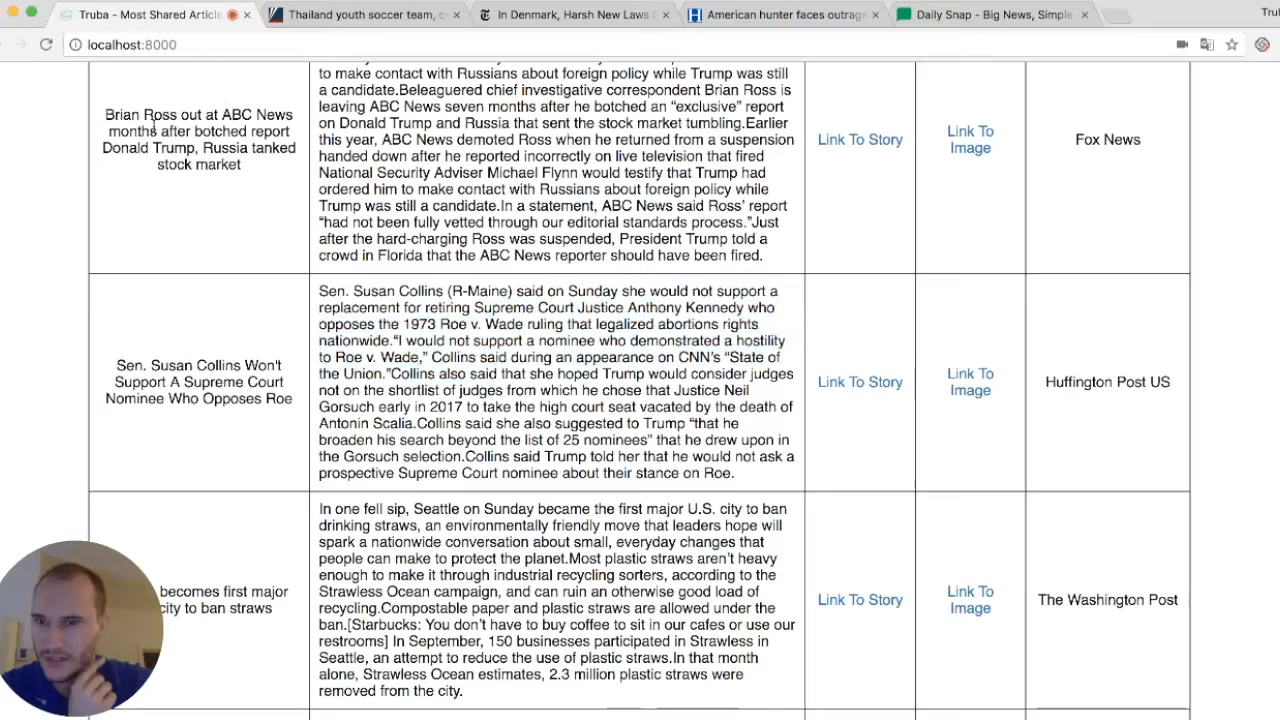 Truba - Most Shared Article
Thailand youth soccer team, c
In Denmark, Harsh New Laws f
American hunter faces outrage
Daily Snap - Big News, Simple
localhost:8000
Brian Ross out at ABC News
months after botched report
Donald Trump, Russia tanked
stock market
to make contact with Russians about foreign policy while Trump was still
a candidate.Beleaguered chief investigative correspondent Brian Ross is
leaving ABC News seven months after he botched an “exclusive” report
on Donald Trump and Russia that sent the stock market tumbling.Earlier
this year, ABC News demoted Ross when he returned from a suspension
handed down after he reported incorrectly on live television that fired
National Security Adviser Michael Flynn would testify that Trump had
ordered him to make contact with Russians about foreign policy while
Trump was still a candidate.In a statement, ABC News said Ross’ report
“had not been fully vetted through our editorial standards process.”Just
after the hard-charging Ross was suspended, President Trump told a
crowd in Florida that the ABC News reporter should have been fired.
Link To Story
Link To
Image
Fox News
Sen. Susan Collins Won't
Support A Supreme Court
Nominee Who Opposes Roe
Sen. Susan Collins (R-Maine) said on Sunday she would not support a
replacement for retiring Supreme Court Justice Anthony Kennedy who
opposes the 1973 Roe v. Wade ruling that legalized abortions rights
nationwide.“I would not support a nominee who demonstrated a hostility
to Roe v. Wade,” Collins said during an appearance on CNN’s “State of
the Union.”Collins also said that she hoped Trump would consider judges
not on the shortlist of judges from which he chose that Justice Neil
Gorsuch early in 2017 to take the high court seat vacated by the death of
Antonin Scalia.Collins said she also suggested to Trump “that he
broaden his search beyond the list of 25 nominees” that he drew upon in
the Gorsuch selection.Collins said Trump told her that he would not ask a
prospective Supreme Court nominee about their stance on Roe.
Link To Story
Link To
Image
Huffington Post US
becomes first major
city to ban straws
In one fell sip, Seattle on Sunday became the first major U.S. city to ban
drinking straws, an environmentally friendly move that leaders hope will
spark a nationwide conversation about small, everyday changes that
people can make to protect the planet.Most plastic straws aren’t heavy
enough to make it through industrial recycling sorters, according to the
Strawless Ocean campaign, and can ruin an otherwise good load of
recycling.Compostable paper and plastic straws are allowed under the
ban.[Starbucks: You don’t have to buy coffee to sit in our cafes or use our
restrooms] In September, 150 businesses participated in Strawless in
Seattle, an attempt to reduce the use of plastic straws.In that month
alone, Strawless Ocean estimates, 2.3 million plastic straws were
removed from the city.
Link To Story
Link To
Image
The Washington Post